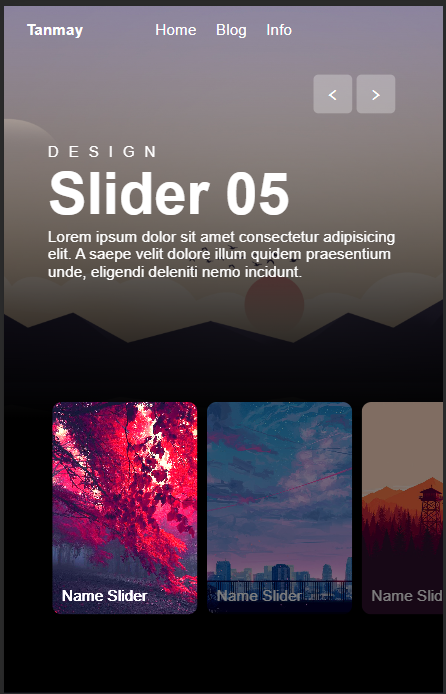 Tanmay Home Blog Info
< >
DESIGN
Slider 05
Lorem ipsum dolor sit amet consectetur adipisicing
elit. A saepe velit dolore illum quidem praesentium
unde, eligendi deleniti nemo incidunt.
Name Slider Name Slider Name Slid